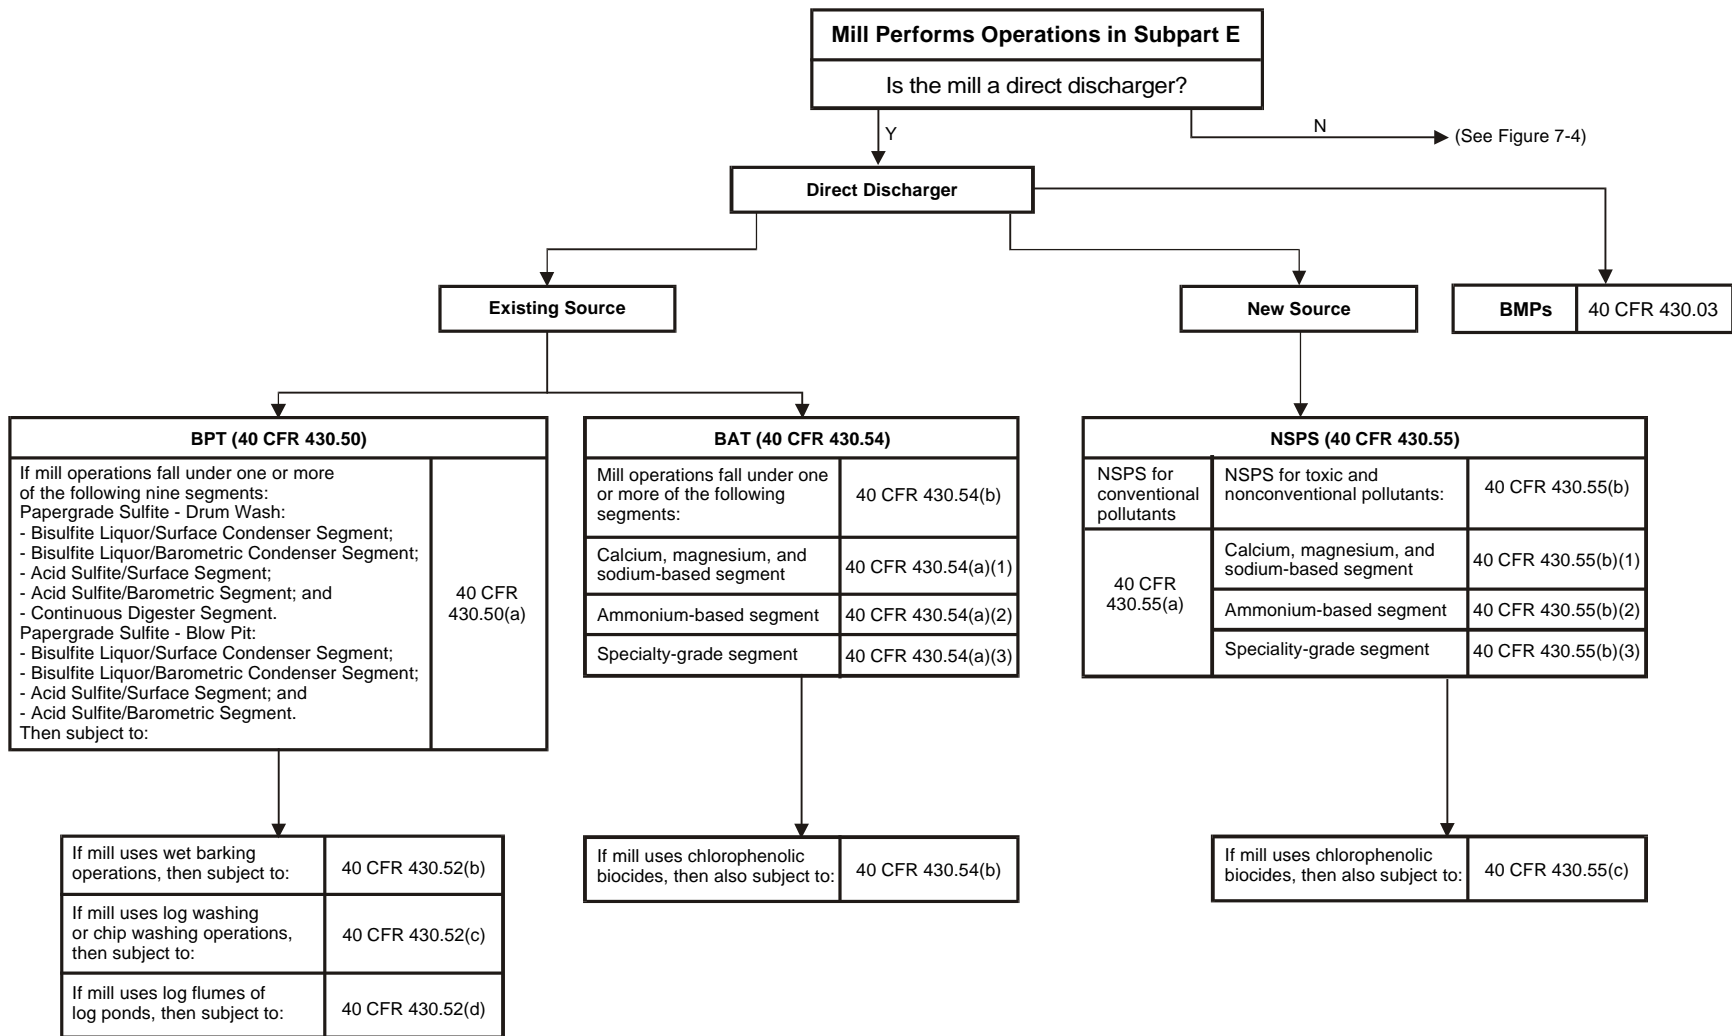 Mill Performs Operations in Subpart E
Is the mill a direct discharger?
Y
N
(See Figure 7-4)
Direct Discharger
Existing Source
New Source
BMPs
40 CFR 430.03
BPT (40 CFR 430.50)
If mill operations fall under one or more
of the following nine segments:
Papergrade Sulfite - Drum Wash:
- Bisulfite Liquor/Surface Condenser Segment;
- Bisulfite Liquor/Barometric Condenser Segment;
- Acid Sulfite/Surface Segment;
- Acid Sulfite/Barometric Segment; and
- Continuous Digester Segment.
Papergrade Sulfite - Blow Pit:
- Bisulfite Liquor/Surface Condenser Segment;
- Bisulfite Liquor/Barometric Condenser Segment;
- Acid Sulfite/Surface Segment; and
- Acid Sulfite/Barometric Segment.
Then subject to:
40 CFR
430.50(a)
If mill uses wet barking
operations, then subject to:
40 CFR 430.52(b)
If mill uses log washing
or chip washing operations,
then subject to:
40 CFR 430.52(c)
If mill uses log flumes of
log ponds, then subject to:
40 CFR 430.52(d)
BAT (40 CFR 430.54)
Mill operations fall under one
or more of the following
segments:
40 CFR 430.54(b)
Calcium, magnesium, and
sodium-based segment
40 CFR 430.54(a)(1)
Ammonium-based segment
40 CFR 430.54(a)(2)
Specialty-grade segment
40 CFR 430.54(a)(3)
If mill uses chlorophenolic
biocides, then also subject to:
40 CFR 430.54(b)
NSPS (40 CFR 430.55)
NSPS for
conventional
pollutants
40 CFR
430.55(a)
NSPS for toxic and
nonconventional pollutants:
40 CFR 430.55(b)
Calcium, magnesium, and
sodium-based segment
40 CFR 430.55(b)(1)
Ammonium-based segment
40 CFR 430.55(b)(2)
Speciality-grade segment
40 CFR 430.55(b)(3)
If mill uses chlorophenolic
biocides, then also subject to:
40 CFR 430.55(c)